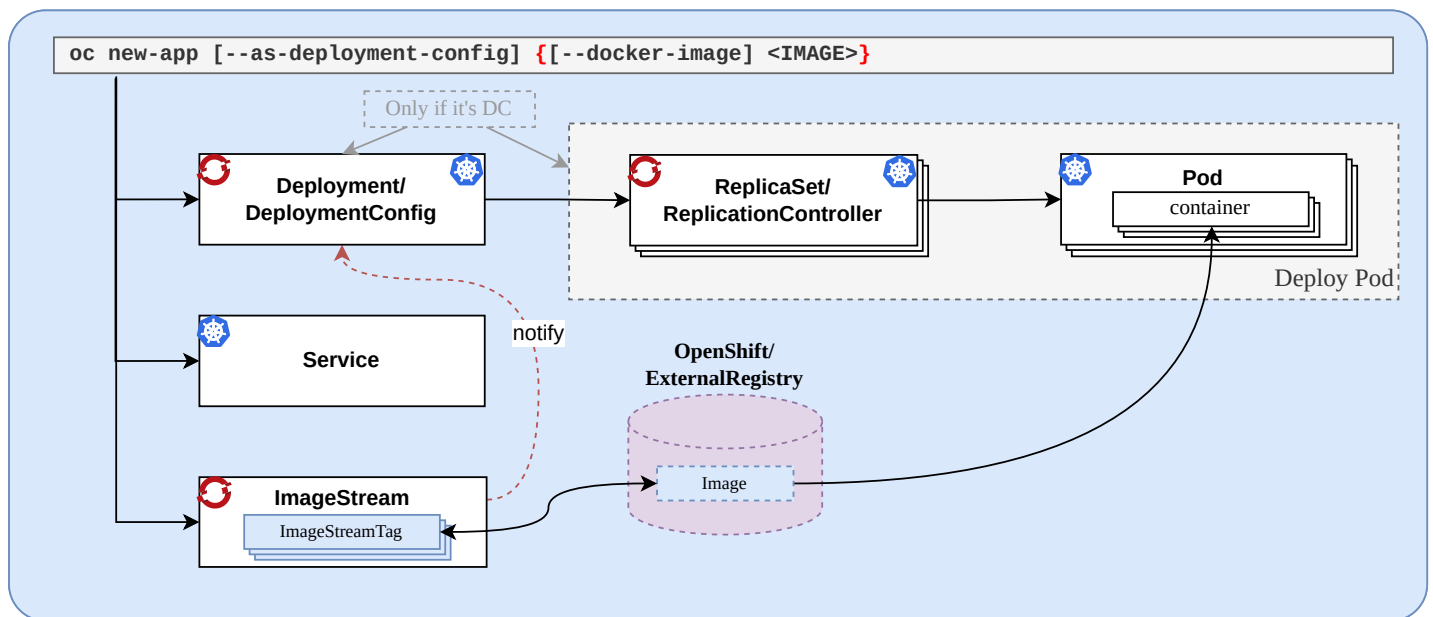 oc new-app [--as-deployment-config] {[--docker-image] <IMAGE>}
Only if it's DC
Deployment/
DeploymentConfig
ReplicaSet/
ReplicationController
Pod
container
Deploy Pod
notify
Service
OpenShift/
ExternalRegistry
Image
ImageStream
ImageStreamTag